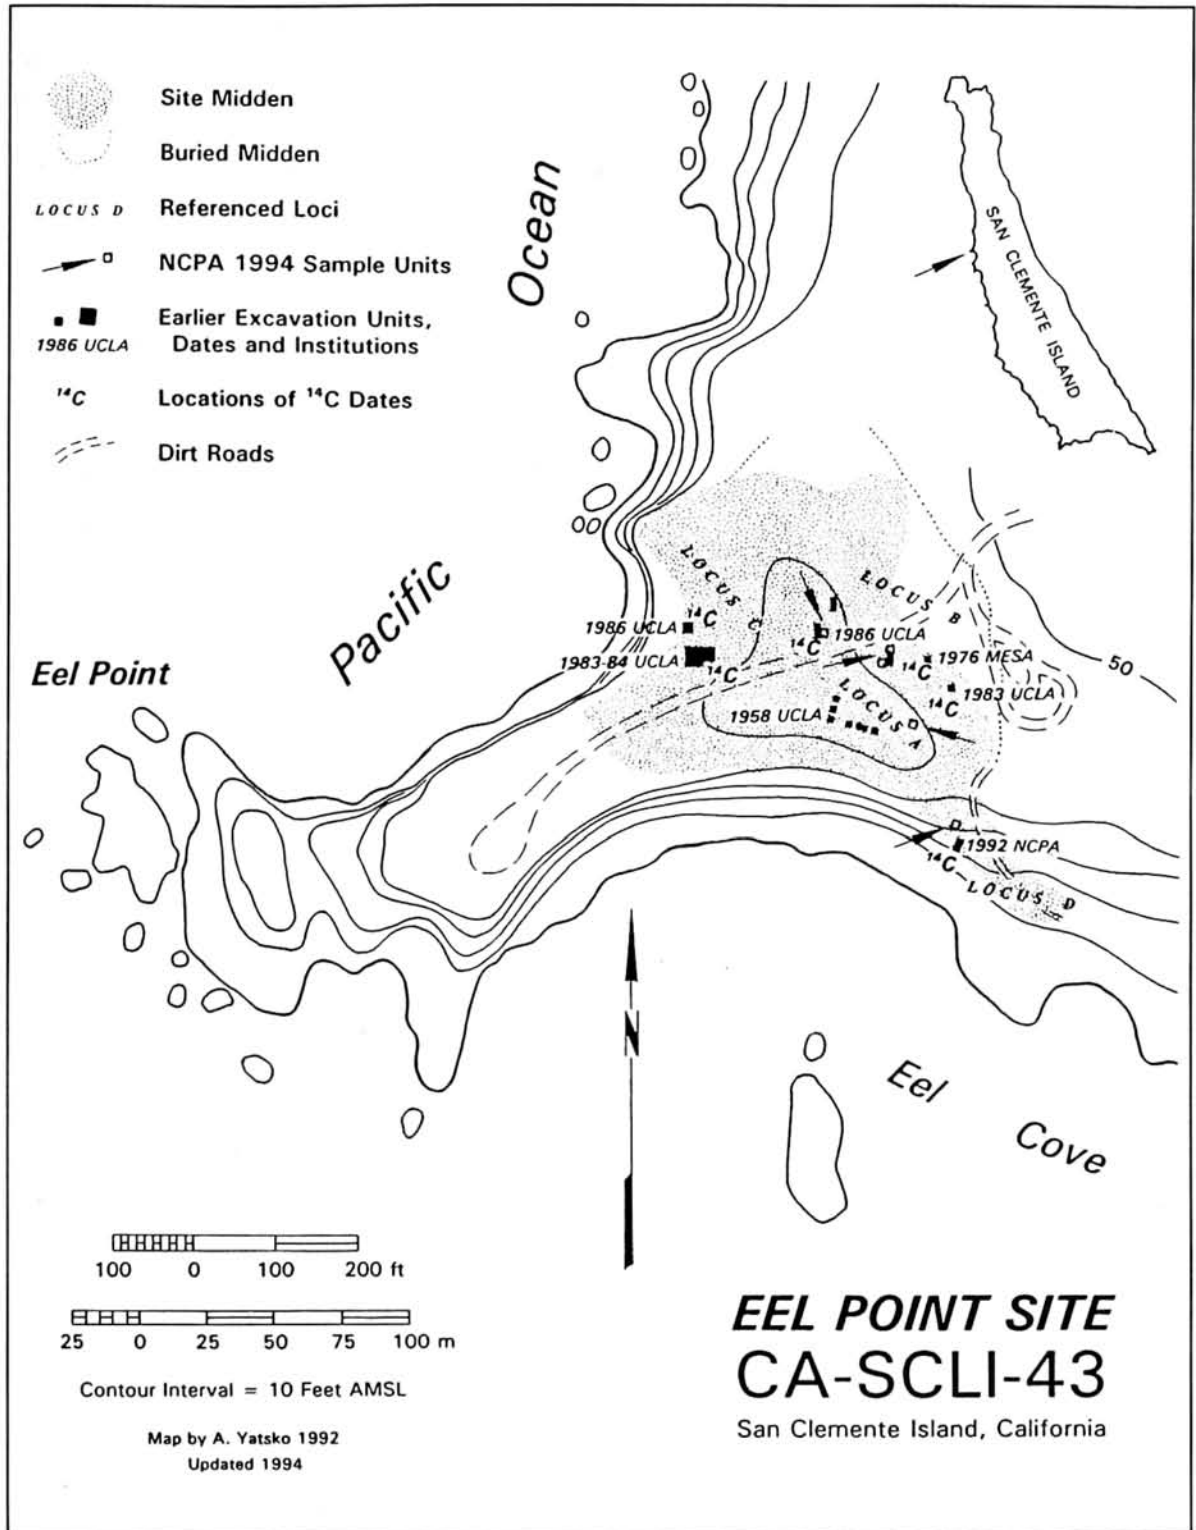 Site Midden
Buried Midden
LOCUS D Referenced Loci
NCPA 1994 Sample Units
Earlier Excavation Units,
1986 UCLA Dates and Institutions
¹⁴C Locations of ¹⁴C Dates
Dirt Roads
Pacific Ocean
SAN CLEMENTE ISLAND
Eel Point
LOCUS C
LOCUS B
¹⁴C
1986 UCLA
¹⁴C
1986 UCLA
1983-84 UCLA
¹⁴C
¹⁴C
1976 MESA
50
¹⁴C
1983 UCLA
1958 UCLA
LOCUS A
1992 NCPA
¹⁴C
LOCUS D
N
Eel Cove
100 0 100 200 ft
25 0 25 50 75 100 m
Contour Interval = 10 Feet AMSL
Map by A. Yatsko 1992
Updated 1994
EEL POINT SITE
CA-SCLI-43
San Clemente Island, California